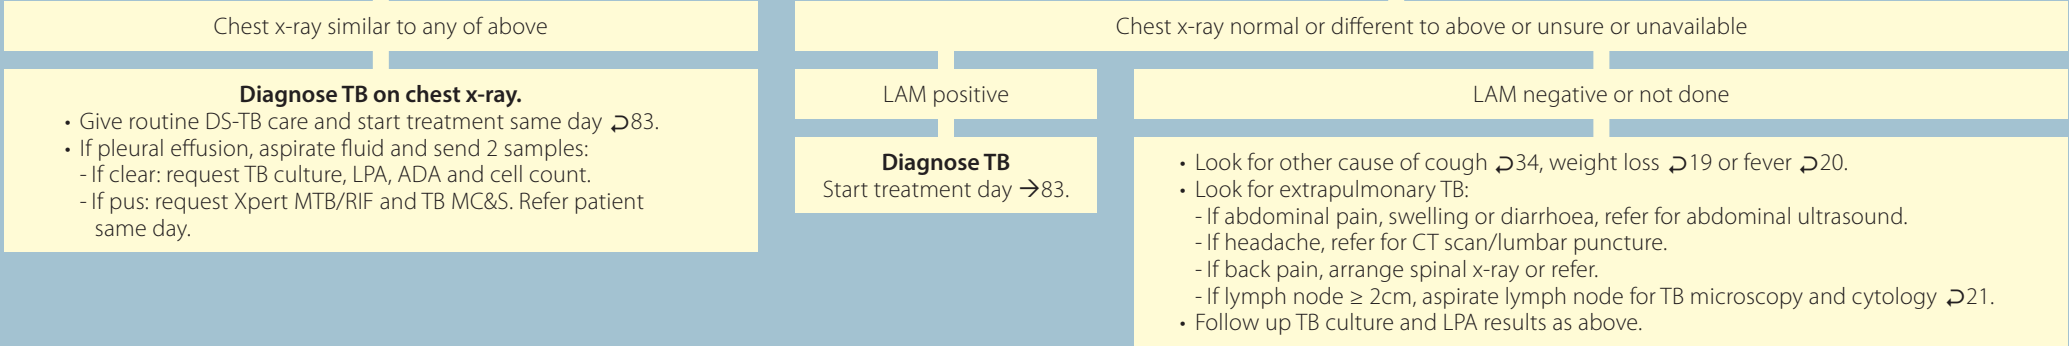 Chest x-ray similar to any of above
Chest x-ray normal or different to above or unsure or unavailable
Diagnose TB on chest x-ray.
• Give routine DS-TB care and start treatment same day ⮌83.
• If pleural effusion, aspirate fluid and send 2 samples:
- If clear: request TB culture, LPA, ADA and cell count.
- If pus: request Xpert MTB/RIF and TB MC&S. Refer patient
same day.
LAM positive
Diagnose TB
Start treatment day →83.
LAM negative or not done
• Look for other cause of cough ⮌34, weight loss ⮌19 or fever ⮌20.
• Look for extrapulmonary TB:
- If abdominal pain, swelling or diarrhoea, refer for abdominal ultrasound.
- If headache, refer for CT scan/lumbar puncture.
- If back pain, arrange spinal x-ray or refer.
- If lymph node ≥ 2cm, aspirate lymph node for TB microscopy and cytology ⮌21.
• Follow up TB culture and LPA results as above.